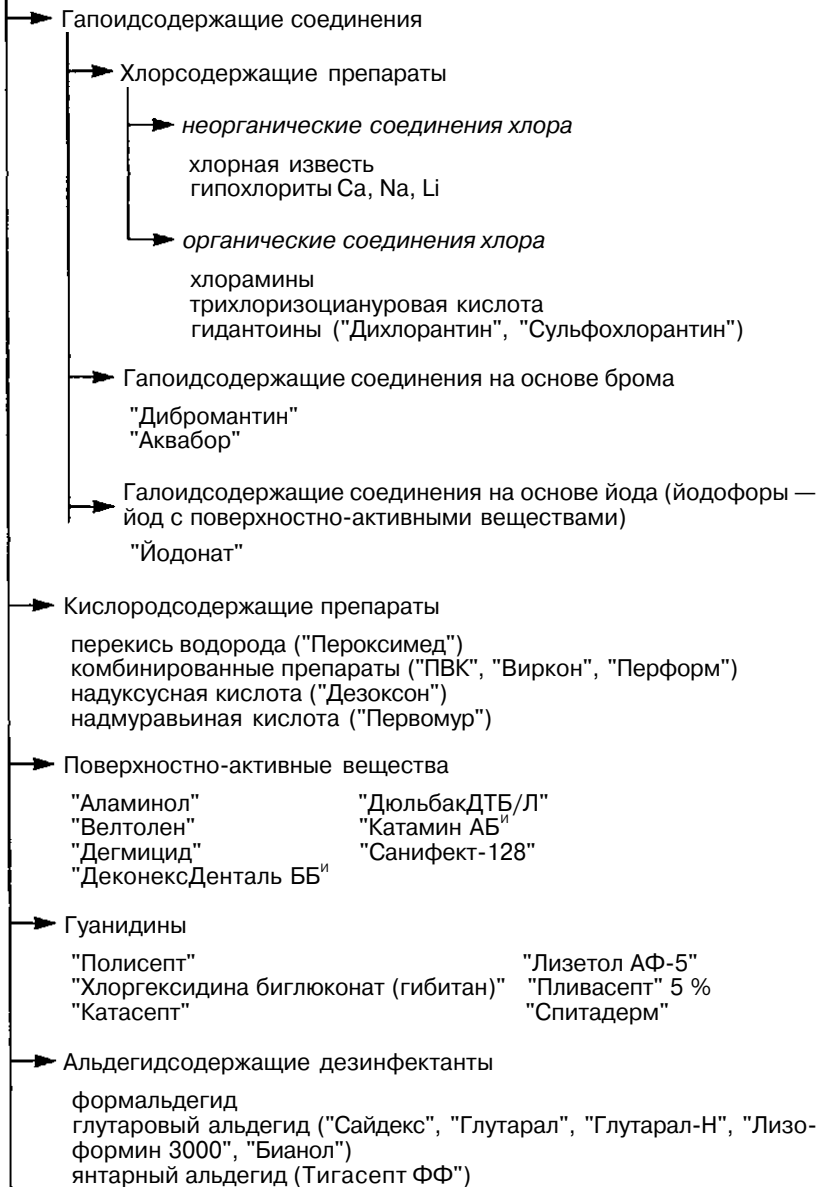 Гапоидсодержащие соединения
Хлорсодержащие препараты
неорганические соединения хлора
хлорная известь
гипохлориты Ca, Na, Li
органические соединения хлора
хлорамины
трихлоризоциануровая кислота
гидантоины ("Дихлорантин", "Сульфохлорантин")
Гапоидсодержащие соединения на основе брома
"Дибромантин"
"Аквабор"
Галоидсодержащие соединения на основе йода (йодофоры —
йод с поверхностно-активными веществами)
"Йодонат"
Кислородсодержащие препараты
перекись водорода ("Пероксимед")
комбинированные препараты ("ПВК", "Виркон", "Перформ")
надуксусная кислота ("Дезоксон")
надмуравьиная кислота ("Первомур")
Поверхностно-активные вещества
"Аламинол" "ДюльбакДТБ/Л"
"Велтолен" "Катамин АБᴎ
"Дегмицид" "Санифект-128"
"ДеконексДенталь ББᴎ
Гуанидины
"Полисепт" "Лизетол АФ-5"
"Хлоргексидина биглюконат (гибитан)" "Пливасепт" 5 %
"Катасепт" "Спитадерм"
Альдегидсодержащие дезинфектанты
формальдегид
глутаровый альдегид ("Сайдекс", "Глутарал", "Глутарал-Н", "Лизо-
формин 3000", "Бианол")
янтарный альдегид (Тигасепт ФФ")